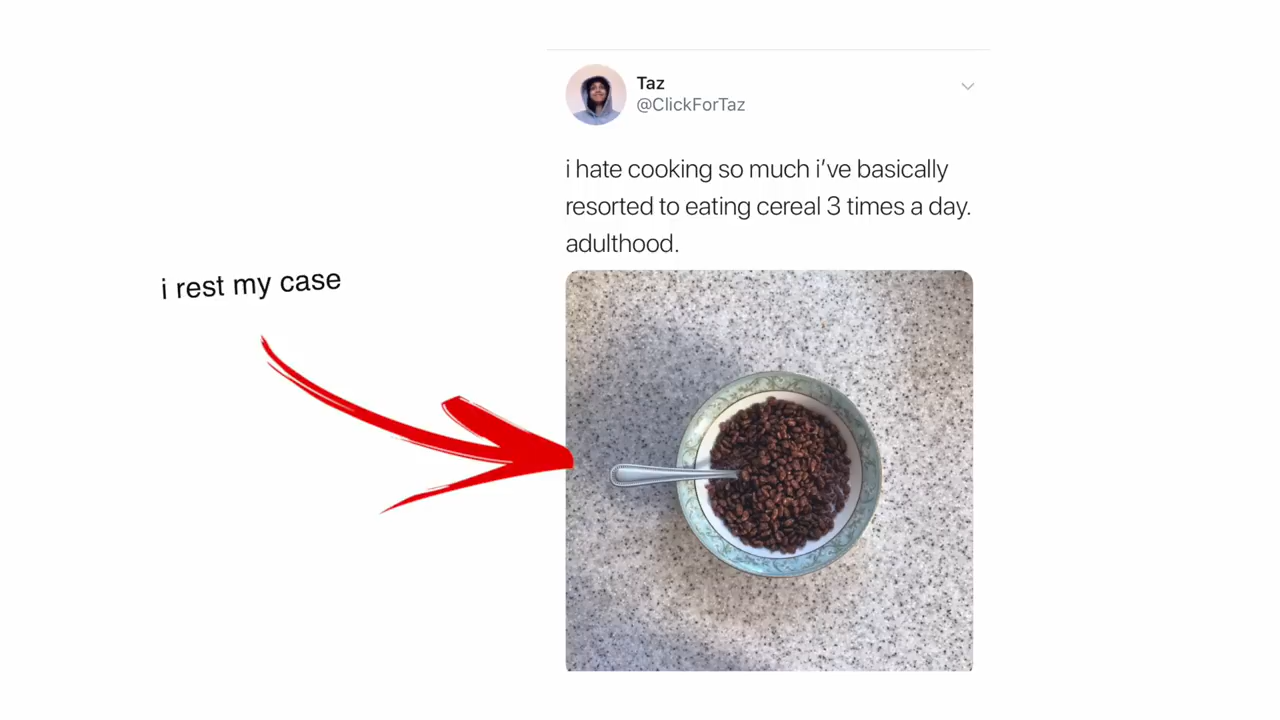 Taz
@ClickForTaz
i hate cooking so much i’ve basically
resorted to eating cereal 3 times a day.
adulthood.
i rest my case